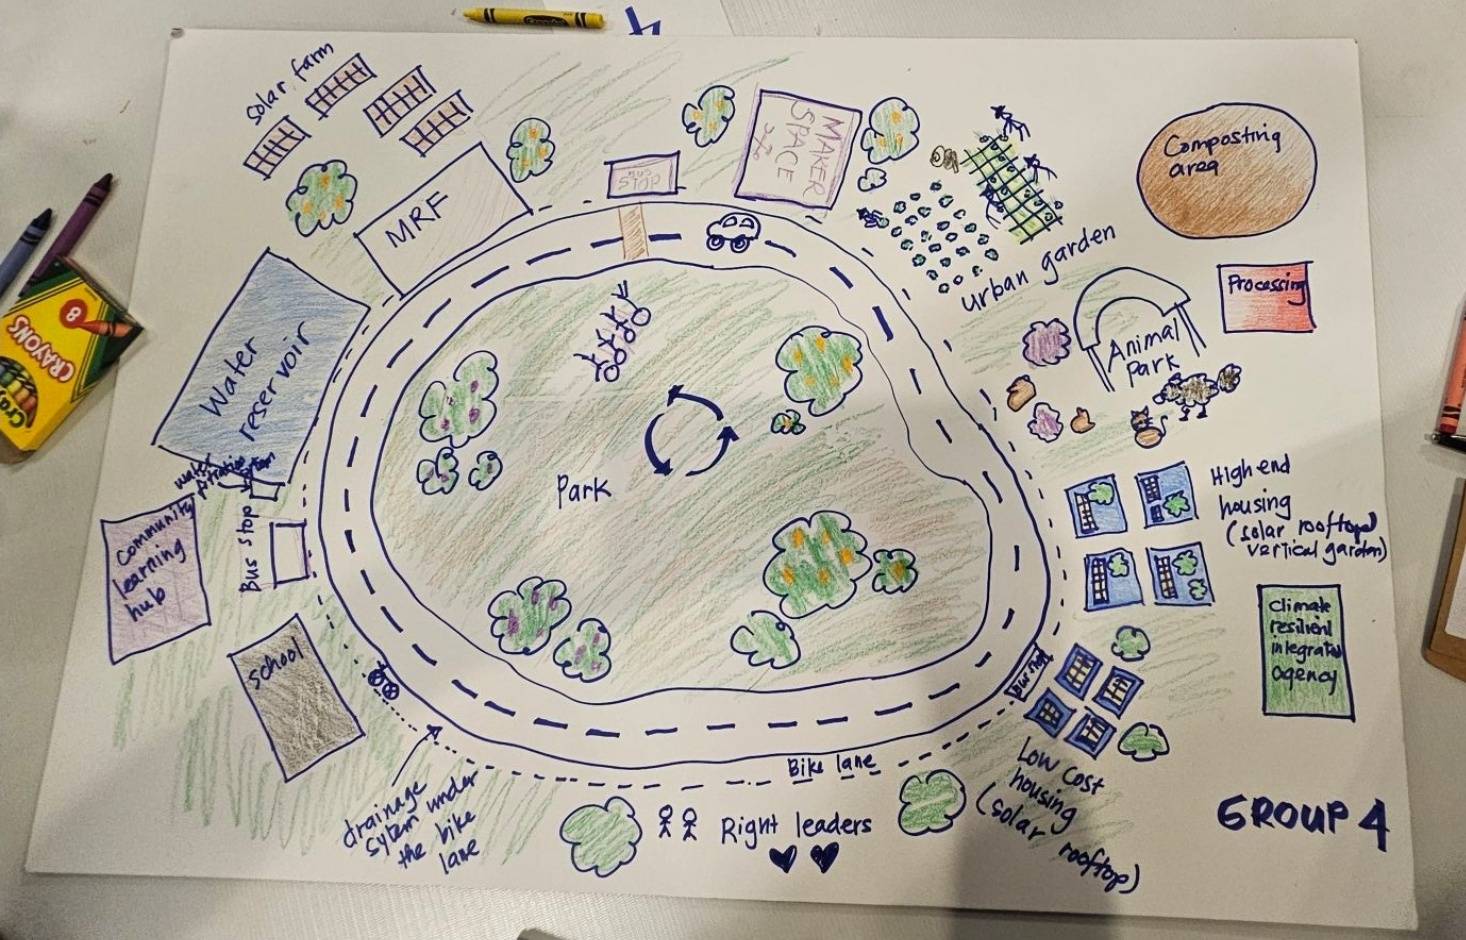 solar farm
MRF
BUS
STOP
MAKER
SPACE
Composting
area
urban garden
Processing
Animal
Park
Water
reservoir
water
filtration
system
Community
learning
hub
Bus stop
school
Park
High end
housing
(solar rooftop)
vertical garden)
climate
resilient
integrated
agency
Bus stop
Low cost
housing
(solar
rooftop)
Bike lane
drainage
system under
the bike
lane
Right leaders
GROUP 4
8
CRAYONS